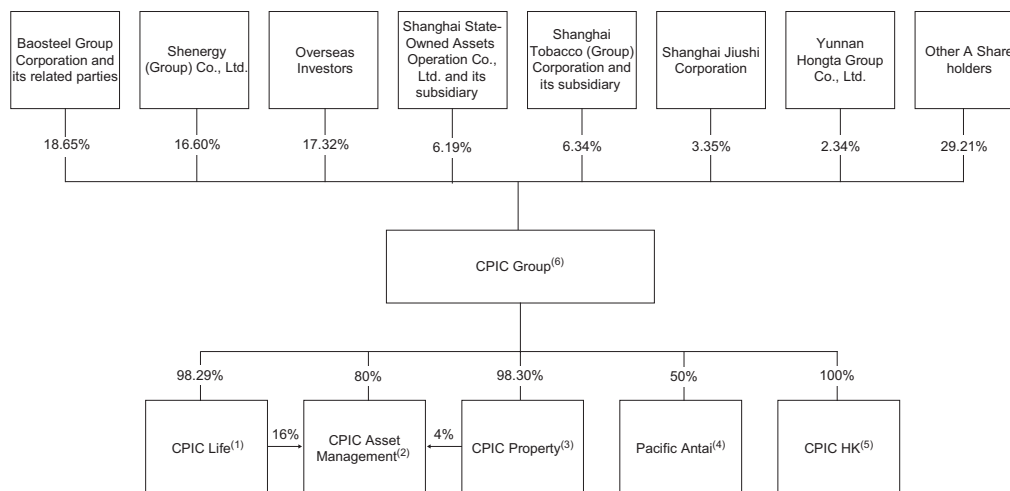 Baosteel Group
Corporation and
its related parties
Shenergy
(Group) Co., Ltd.
Overseas
Investors
Shanghai State-
Owned Assets
Operation Co.,
Ltd. and its
subsidiary
Shanghai
Tobacco (Group)
Corporation and
its subsidiary
Shanghai Jiushi
Corporation
Yunnan
Hongta Group
Co., Ltd.
Other A Share
holders
18.65%
16.60%
17.32%
6.19%
6.34%
3.35%
2.34%
29.21%
CPIC Group(6)
98.29%
80%
98.30%
50%
100%
CPIC Life(1)
16%
CPIC Asset
Management(2)
4%
CPIC Property(3)
Pacific Antai(4)
CPIC HK(5)